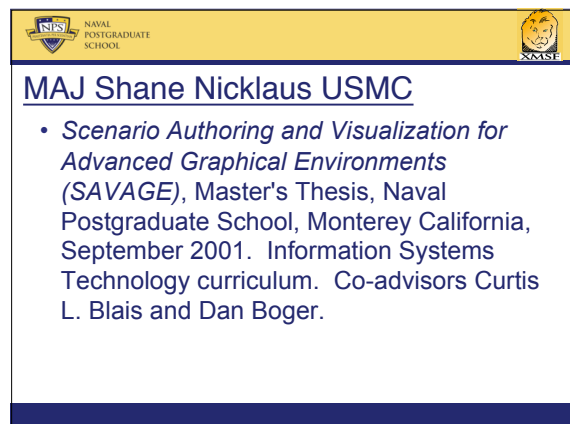 NPS
NAVAL
POSTGRADUATE
SCHOOL
XMSF
MAJ Shane Nicklaus USMC
• Scenario Authoring and Visualization for
Advanced Graphical Environments
(SAVAGE), Master's Thesis, Naval
Postgraduate School, Monterey California,
September 2001.  Information Systems
Technology curriculum.  Co-advisors Curtis
L. Blais and Dan Boger.